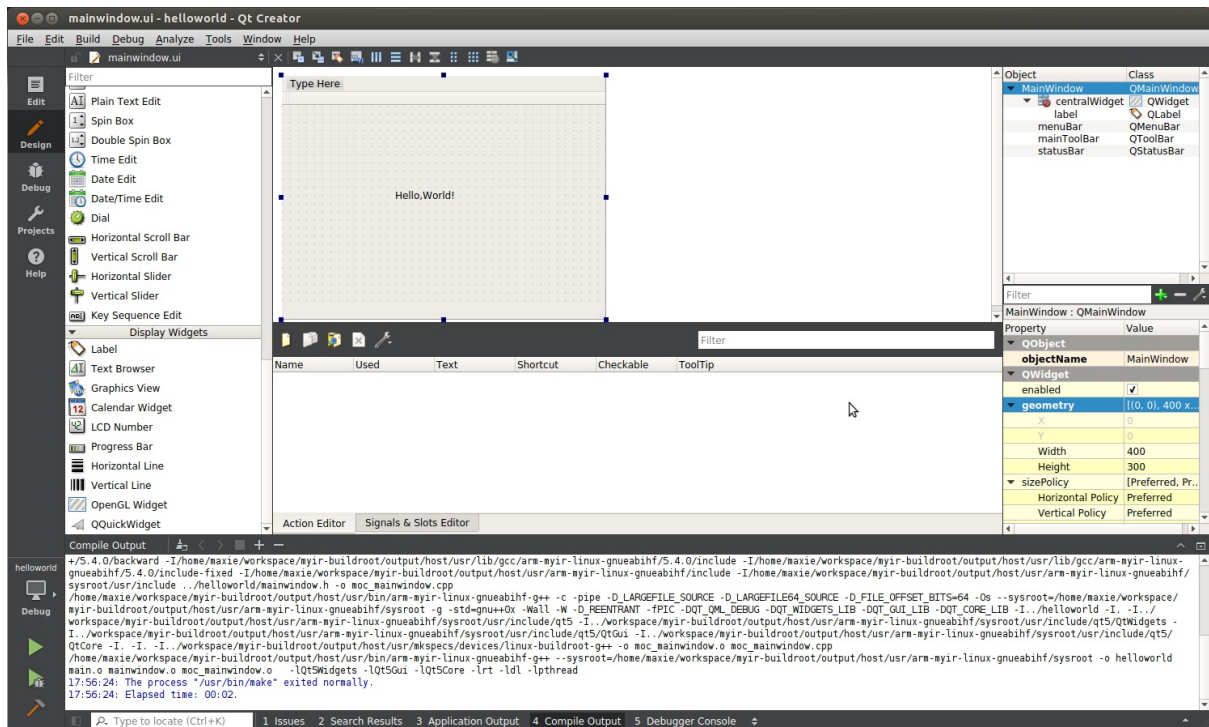 mainwindow.ui - helloworld - Qt Creator
File Edit Build Debug Analyze Tools Window Help
mainwindow.ui
Edit
Design
Debug
Projects
Help
Filter
Plain Text Edit
Spin Box
Double Spin Box
Time Edit
Date Edit
Date/Time Edit
Dial
Horizontal Scroll Bar
Vertical Scroll Bar
Horizontal Slider
Vertical Slider
Key Sequence Edit
Display Widgets
Label
Text Browser
Graphics View
Calendar Widget
LCD Number
Progress Bar
Horizontal Line
Vertical Line
OpenGL Widget
QQuickWidget
Type Here
Hello,World!
Filter
Name Used Text Shortcut Checkable ToolTip
Action Editor Signals & Slots Editor
Object Class
MainWindow QMainWindow
centralWidget QWidget
label QLabel
menuBar QMenuBar
mainToolBar QToolBar
statusBar QStatusBar
Filter
MainWindow : QMainWindow
Property Value
QObject
objectName MainWindow
QWidget
enabled
geometry [(0, 0), 400 x...
X 0
Y 0
Width 400
Height 300
sizePolicy [Preferred, Pr..
Horizontal Policy Preferred
Vertical Policy Preferred
Compile Output
+/5.4.0/backward -I/home/maxie/workspace/myir-buildroot/output/host/usr/lib/gcc/arm-myir-linux-gnueabihf/5.4.0/include -I/home/maxie/workspace/myir-buildroot/output/host/usr/lib/gcc/arm-myir-linux-
gnueabihf/5.4.0/include-fixed -I/home/maxie/workspace/myir-buildroot/output/host/usr/arm-myir-linux-gnueabihf/include -I/home/maxie/workspace/myir-buildroot/output/host/usr/arm-myir-linux-gnueabihf/
sysroot/usr/include ../helloworld/mainwindow.h -o moc_mainwindow.cpp
/home/maxie/workspace/myir-buildroot/output/host/usr/bin/arm-myir-linux-gnueabihf-g++ -c -pipe -D_LARGEFILE_SOURCE -D_LARGEFILE64_SOURCE -D_FILE_OFFSET_BITS=64 -Os --sysroot=/home/maxie/workspace/
myir-buildroot/output/host/usr/arm-myir-linux-gnueabihf/sysroot -g -std=gnu++0x -Wall -W -D_REENTRANT -fPIC -DQT_QML_DEBUG -DQT_WIDGETS_LIB -DQT_GUI_LIB -DQT_CORE_LIB -I../helloworld -I. -I../
workspace/myir-buildroot/output/host/usr/arm-myir-linux-gnueabihf/sysroot/usr/include/qt5 -I../workspace/myir-buildroot/output/host/usr/arm-myir-linux-gnueabihf/sysroot/usr/include/qt5/QtWidgets -
I../workspace/myir-buildroot/output/host/usr/arm-myir-linux-gnueabihf/sysroot/usr/include/qt5/QtGui -I../workspace/myir-buildroot/output/host/usr/arm-myir-linux-gnueabihf/sysroot/usr/include/qt5/
QtCore -I. -I. -I../workspace/myir-buildroot/output/host/usr/mkspecs/devices/linux-buildroot-g++ -o moc_mainwindow.o moc_mainwindow.cpp
/home/maxie/workspace/myir-buildroot/output/host/usr/bin/arm-myir-linux-gnueabihf-g++ --sysroot=/home/maxie/workspace/myir-buildroot/output/host/usr/arm-myir-linux-gnueabihf/sysroot -o helloworld
main.o mainwindow.o moc_mainwindow.o -lQt5Widgets -lQt5Gui -lQt5Core -lrt -ldl -lpthread
17:56:24: The process "/usr/bin/make" exited normally.
17:56:24: Elapsed time: 00:02.
helloworld
Debug
Type to locate (Ctrl+K) 1 Issues 2 Search Results 3 Application Output 4 Compile Output 5 Debugger Console